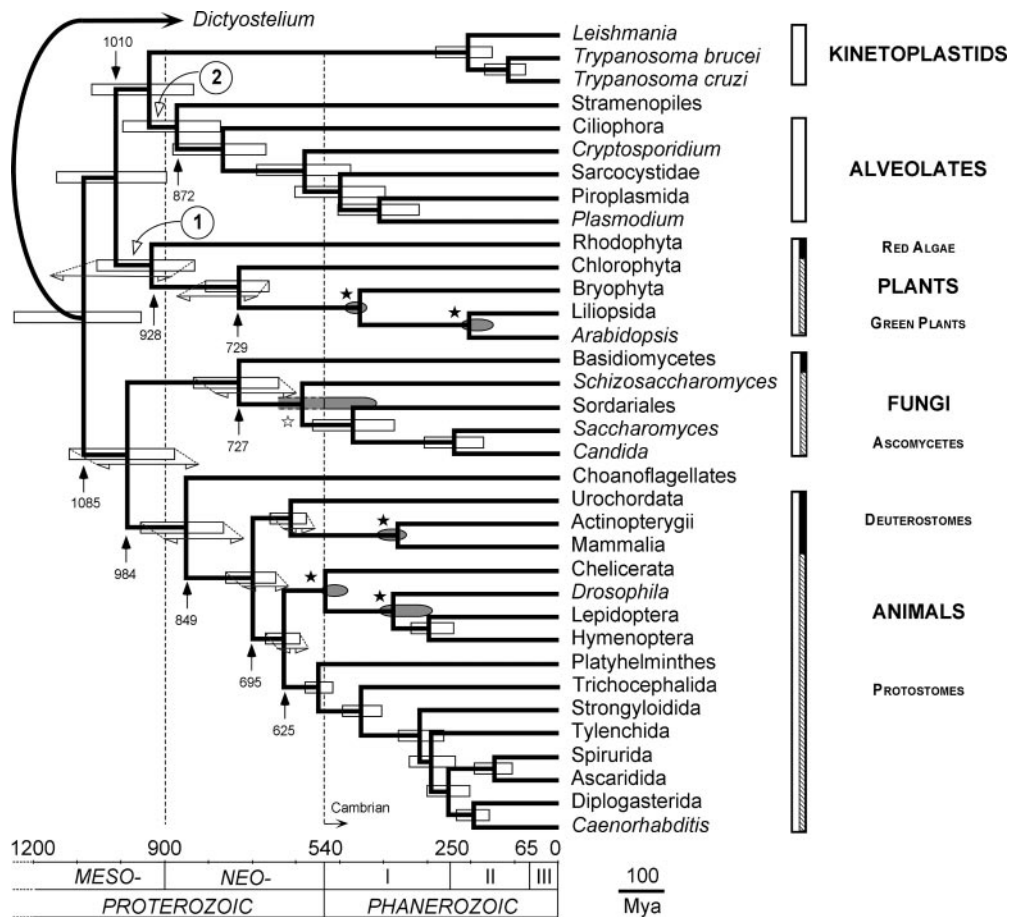 Dictyostelium
1010
2
1
872
928
729
727
1085
984
849
695
625
Cambrian
Leishmania
Trypanosoma brucei
Trypanosoma cruzi
Stramenopiles
Ciliophora
Cryptosporidium
Sarcocystidae
Piroplasmida
Plasmodium
Rhodophyta
Chlorophyta
Bryophyta
Liliopsida
Arabidopsis
Basidiomycetes
Schizosaccharomyces
Sordariales
Saccharomyces
Candida
Choanoflagellates
Urochordata
Actinopterygii
Mammalia
Chelicerata
Drosophila
Lepidoptera
Hymenoptera
Platyhelminthes
Trichocephalida
Strongyloidida
Tylenchida
Spirurida
Ascaridida
Diplogasterida
Caenorhabditis
KINETOPLASTIDS
ALVEOLATES
RED ALGAE
PLANTS
GREEN PLANTS
FUNGI
ASCOMYCETES
DEUTEROSTOMES
ANIMALS
PROTOSTOMES
1200 900 540 250 65 0
MESO- NEO- I II III
PROTEROZOIC PHANEROZOIC
100
Mya